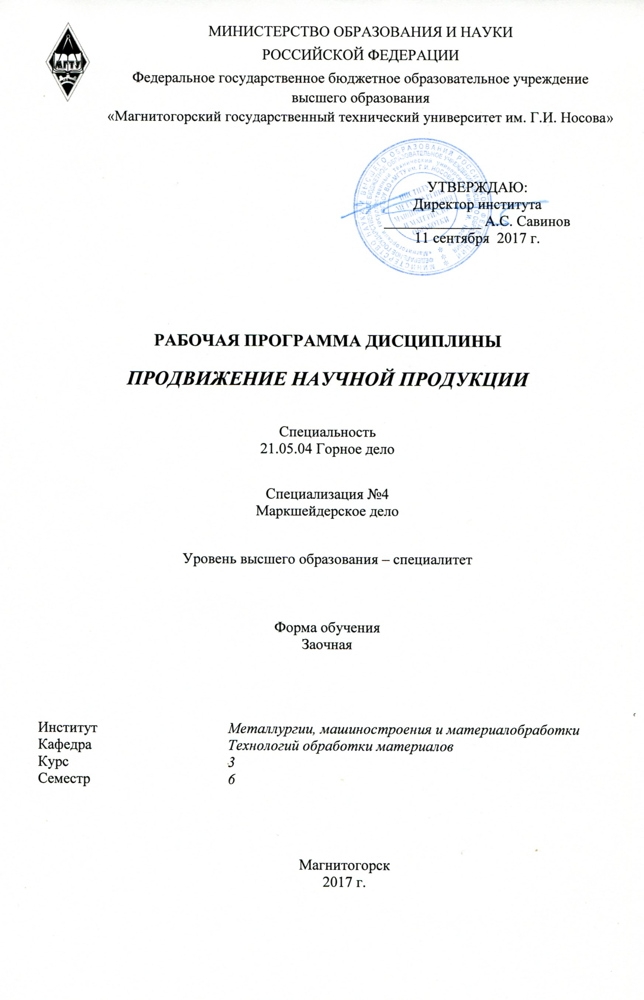 МИНИСТЕРСТВО ОБРАЗОВАНИЯ И НАУКИ
РОССИЙСКОЙ ФЕДЕРАЦИИ
Федеральное государственное бюджетное образовательное учреждение
высшего образования
«Магнитогорский государственный технический университет им. Г.И. Носова»
МГТУ
УТВЕРЖДАЮ:
Директор института
А.С. Савинов
11 сентября 2017 г.
РАБОЧАЯ ПРОГРАММА ДИСЦИПЛИНЫ
ПРОДВИЖЕНИЕ НАУЧНОЙ ПРОДУКЦИИ
Специальность
21.05.04 Горное дело
Специализация №4
Маркшейдерское дело
Уровень высшего образования – специалитет
Форма обучения
Заочная
Институт Металлургии, машиностроения и материалобработки
Кафедра Технологий обработки материалов
Курс 3
Семестр 6
Магнитогорск
2017 г.